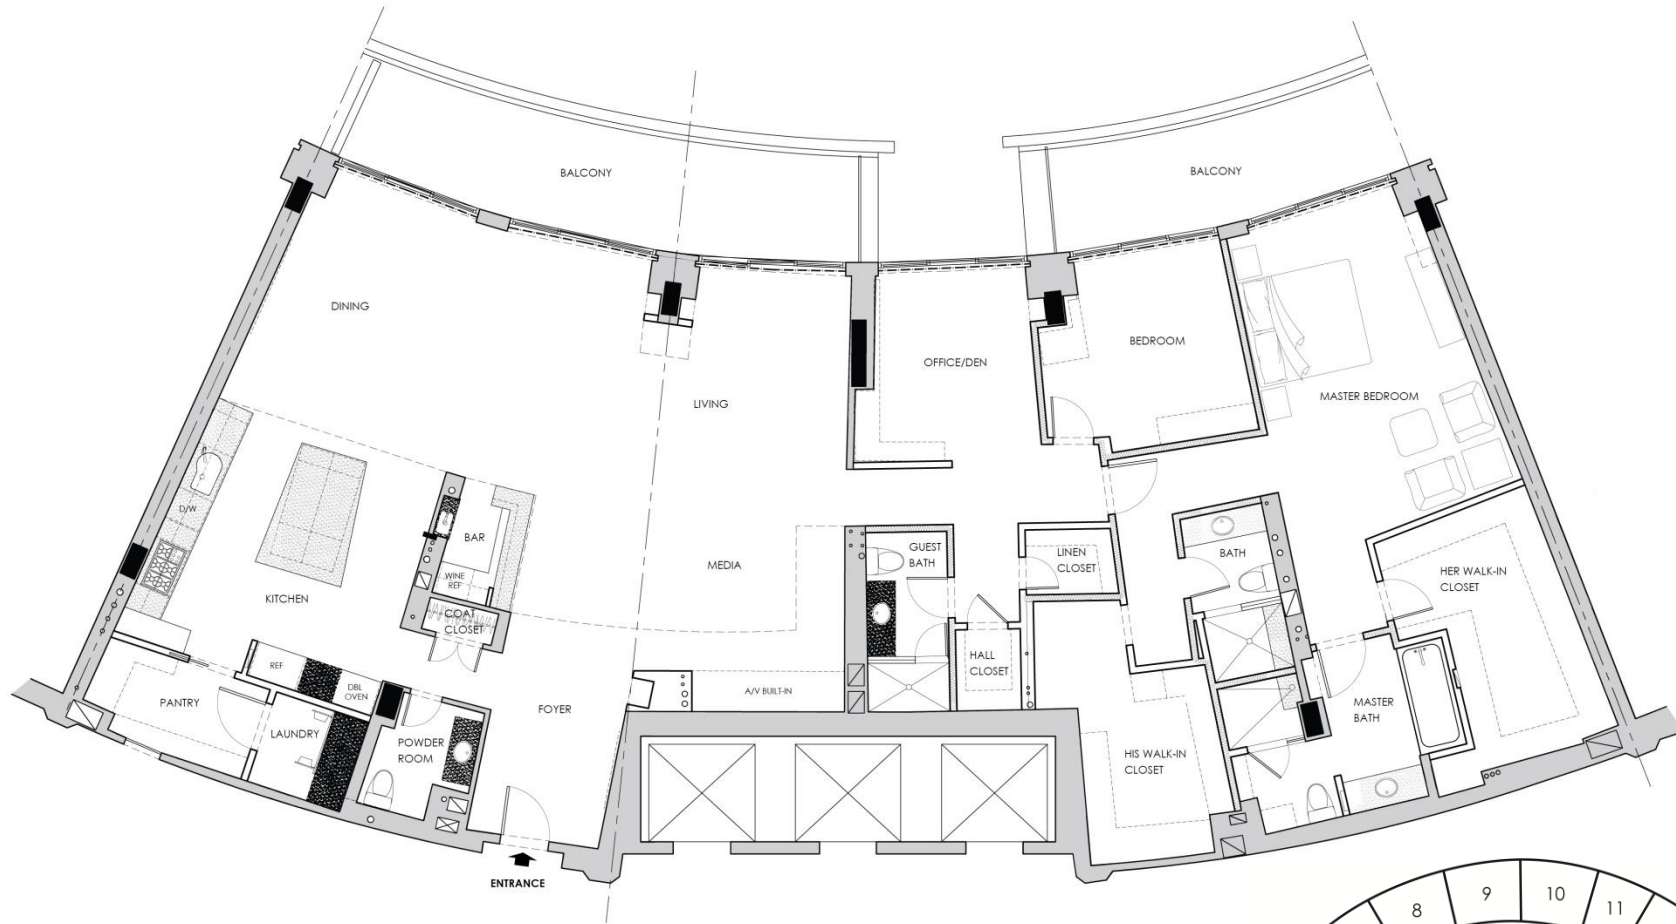 BALCONY
BALCONY
DINING
BEDROOM
OFFICE/DEN
LIVING
MASTER BEDROOM
D/W
BAR
GUEST
BATH
LINEN
CLOSET
BATH
MEDIA
WINE
REF
HER WALK-IN
CLOSET
KITCHEN
COAT
CLOSET
HALL
CLOSET
REF
DBL
OVEN
A/V BUILT-IN
PANTRY
FOYER
MASTER
BATH
LAUNDRY
POWDER
ROOM
HIS WALK-IN
CLOSET
ENTRANCE
8
9
10
11